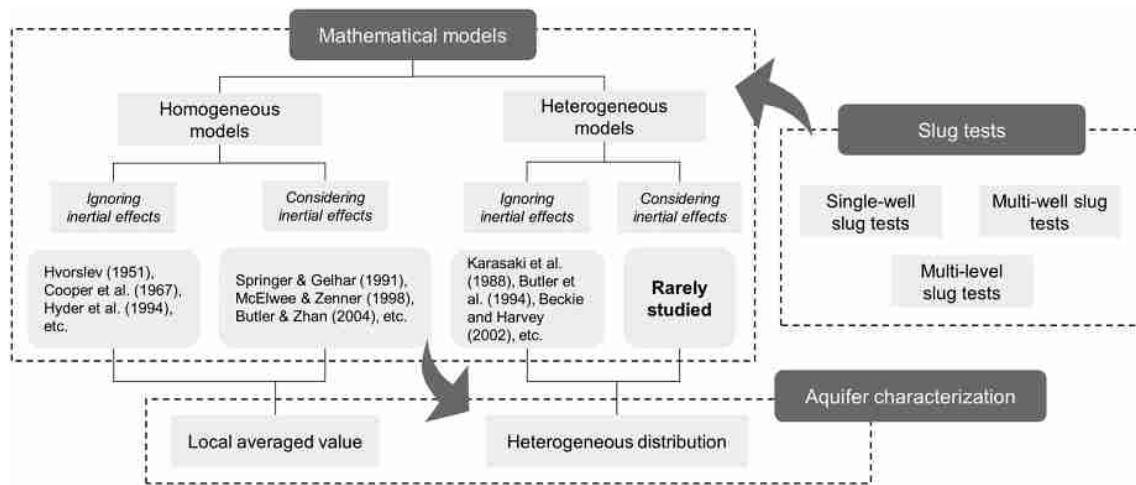 Mathematical models
Homogeneous
models
Heterogeneous
models
Slug tests
Ignoring
inertial effects
Considering
inertial effects
Ignoring
inertial effects
Considering
inertial effects
Single-well
slug tests
Multi-well slug
tests
Multi-level
slug tests
Hvorslev (1951),
Cooper et al. (1967),
Hyder et al. (1994),
etc.
Springer & Gelhar (1991),
McElwee & Zenner (1998),
Butler & Zhan (2004), etc.
Karasaki et al.
(1988), Butler et
al. (1994), Beckie
and Harvey
(2002), etc.
Rarely
studied
Aquifer characterization
Local averaged value
Heterogeneous distribution